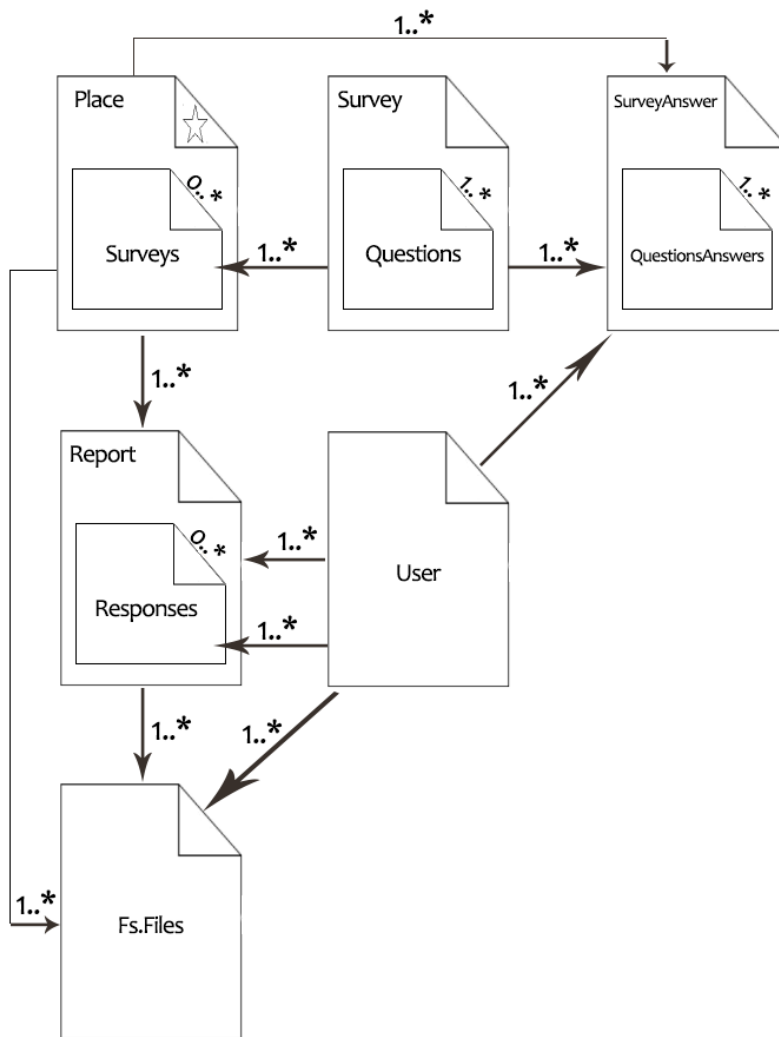 1..*
Place
Survey
SurveyAnswer
0..*
1..*
1..*
Surveys
1..*
Questions
1..*
QuestionsAnswers
1..*
1..*
Report
0..*
1..*
User
Responses
1..*
1..*
1..*
1..*
Fs.Files